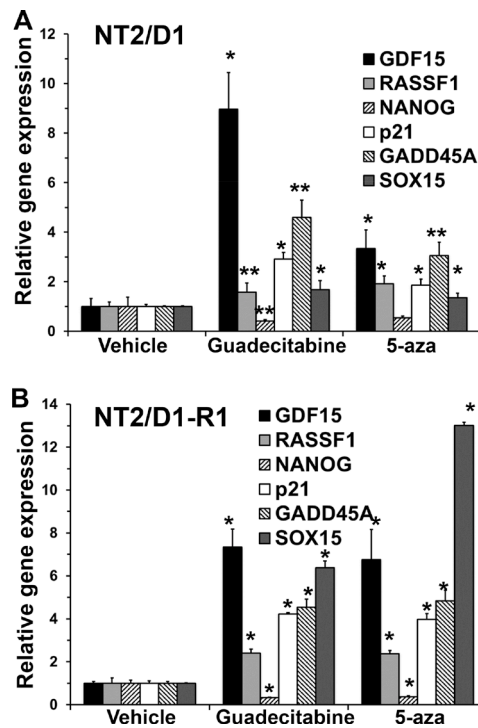 A
NT2/D1
Relative gene expression
12
10
8
6
4
2
0
*
**
**
*
**
*
*
*
*
**
*
GDF15
RASSF1
NANOG
p21
GADD45A
SOX15
Vehicle
Guadecitabine
5-aza
B
NT2/D1-R1
Relative gene expression
14
12
10
8
6
4
2
0
*
*
*
*
*
*
*
*
*
*
*
*
GDF15
RASSF1
NANOG
p21
GADD45A
SOX15
Vehicle
Guadecitabine
5-aza